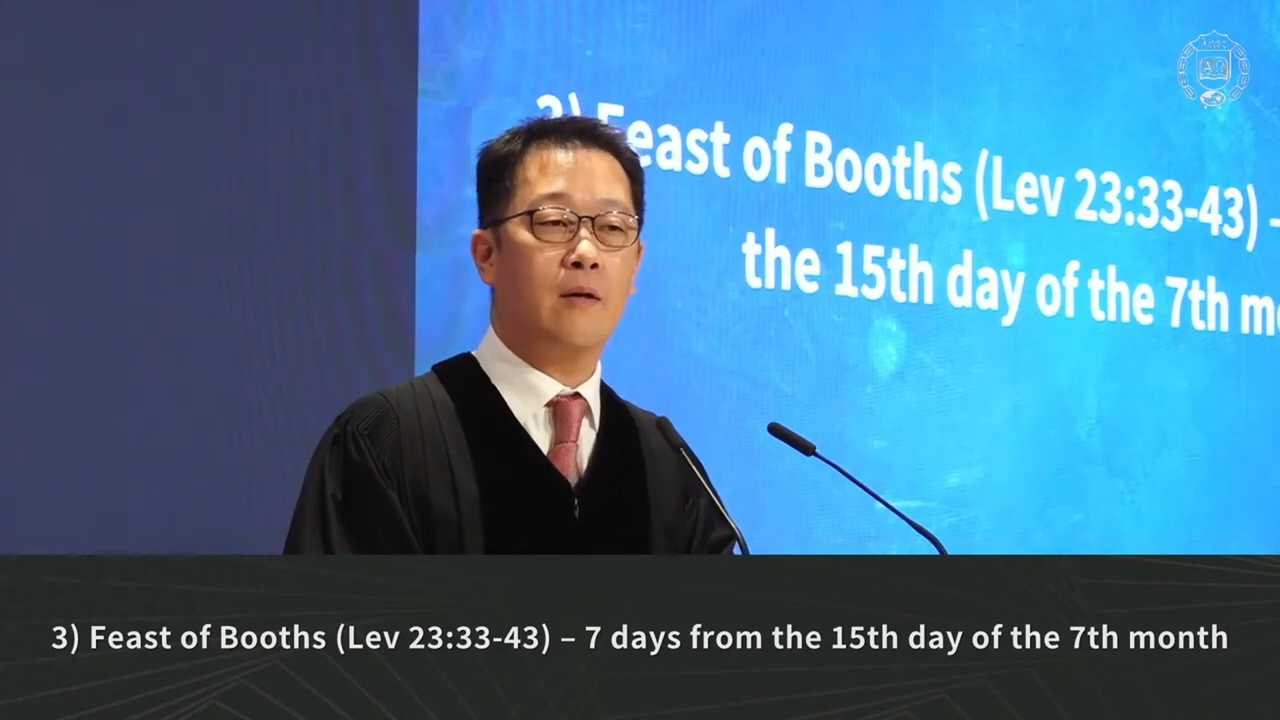 3) Feast of Booths (Lev 23:33-43) –
the 15th day of the 7th m
ΑΩ
3) Feast of Booths (Lev 23:33-43) – 7 days from the 15th day of the 7th month